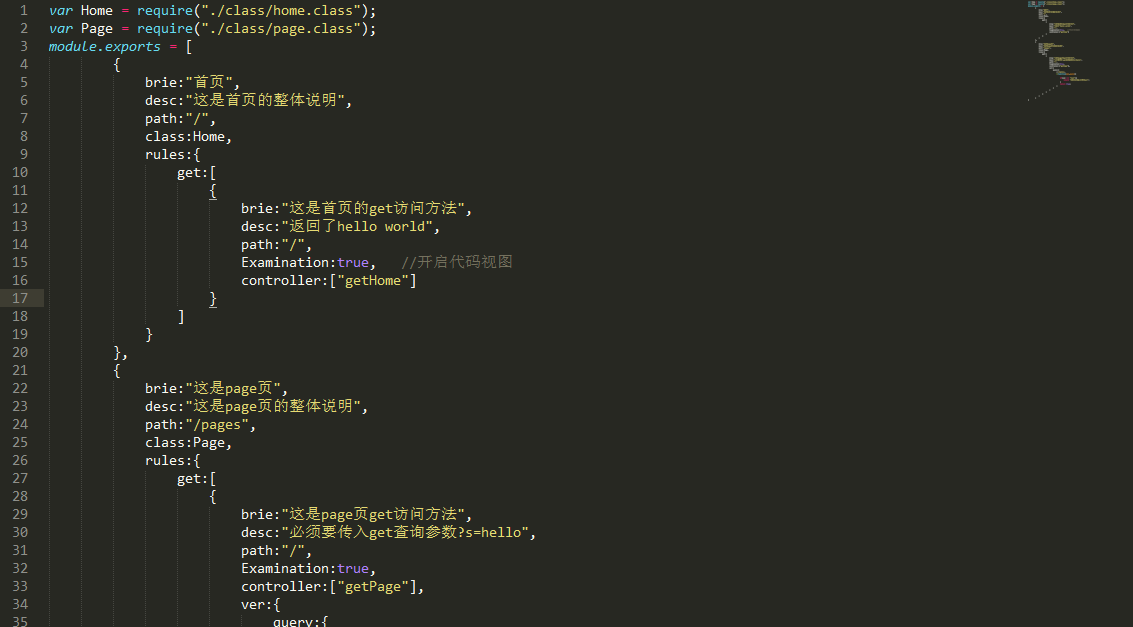 1 var Home = require("./class/home.class");
2 var Page = require("./class/page.class");
3 module.exports = [
4 {
5 brie:"首页",
6 desc:"这是首页的整体说明",
7 path:"/",
8 class:Home,
9 rules:{
10 get:[
11 {
12 brie:"这是首页的get访问方法",
13 desc:"返回了hello world",
14 path:"/",
15 Examination:true, //开启代码视图
16 controller:["getHome"]
17 }
18 ]
19 }
20 },
21 {
22 brie:"这是page页",
23 desc:"这是page页的整体说明",
24 path:"/pages",
25 class:Page,
26 rules:{
27 get:[
28 {
29 brie:"这是page页get访问方法",
30 desc:"必须要传入get查询参数?s=hello",
31 path:"/",
32 Examination:true,
33 controller:["getPage"],
34 ver:{
35 query:{